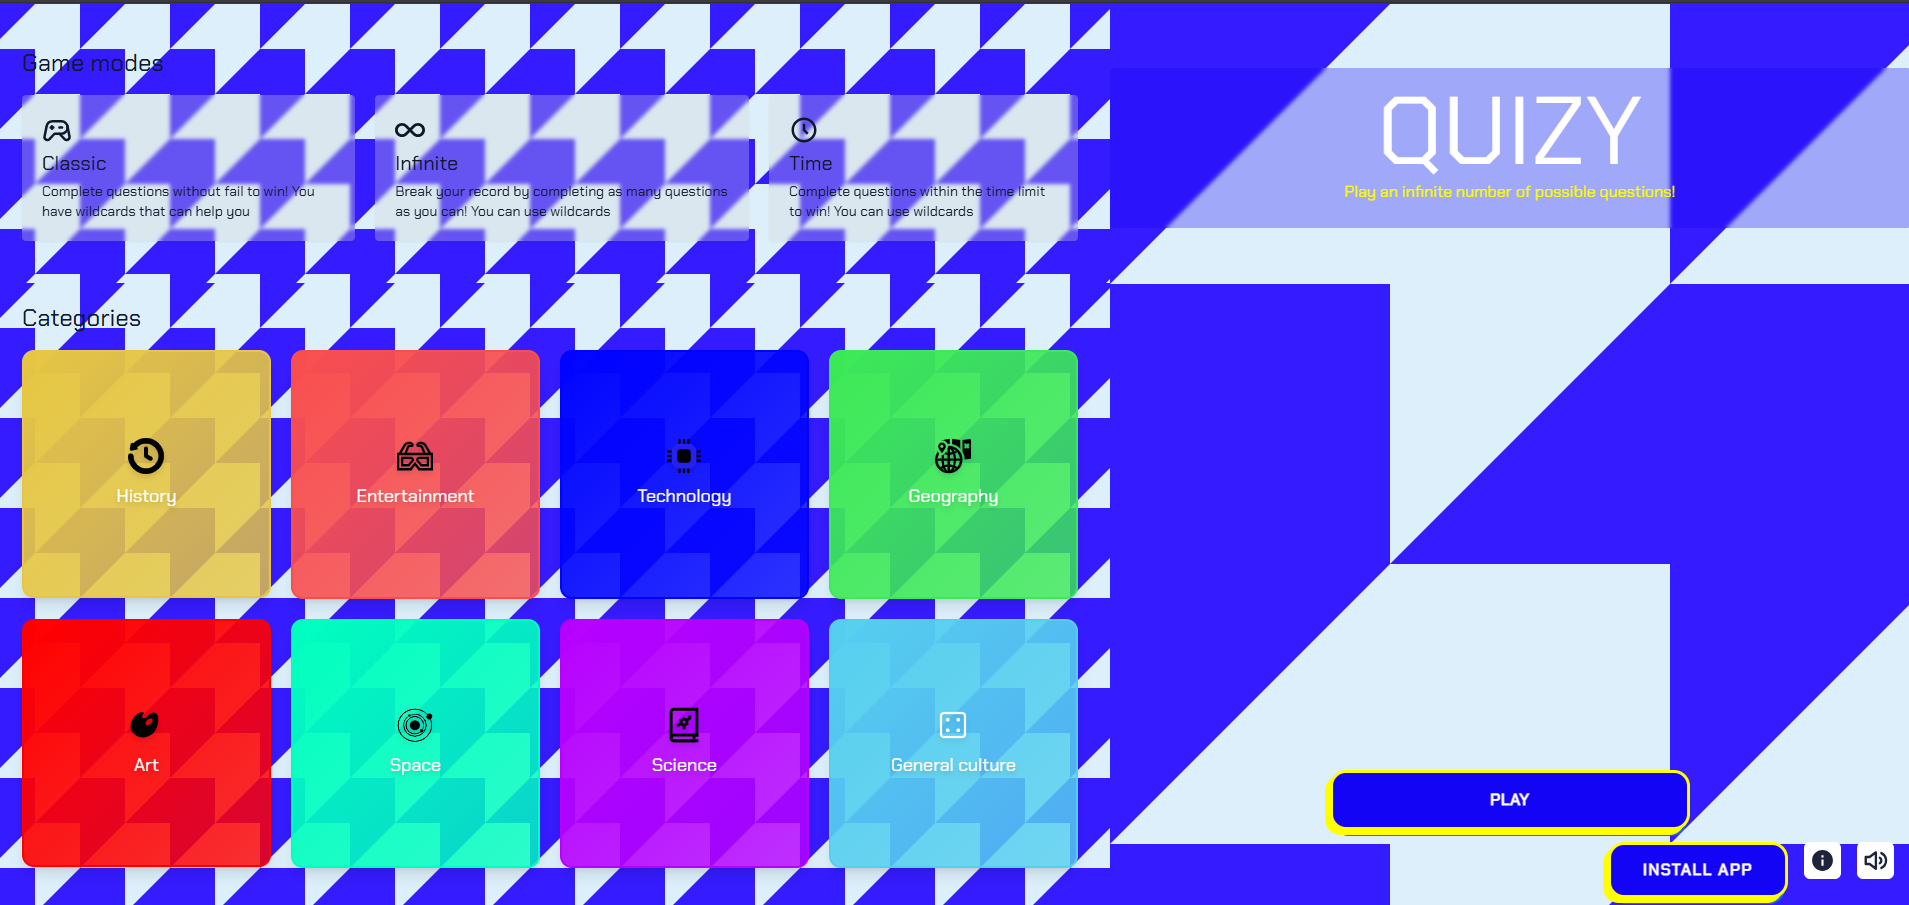 Game modes
Classic
Complete questions without fail to win! You
have wildcards that can help you
Infinite
Break your record by completing as many questions
as you can! You can use wildcards
Time
Complete questions within the time limit
to win! You can use wildcards
Categories
History
Entertainment
Technology
Geography
Art
Space
Science
General culture
QUIZY
Play an infinite number of possible questions!
PLAY
INSTALL APP